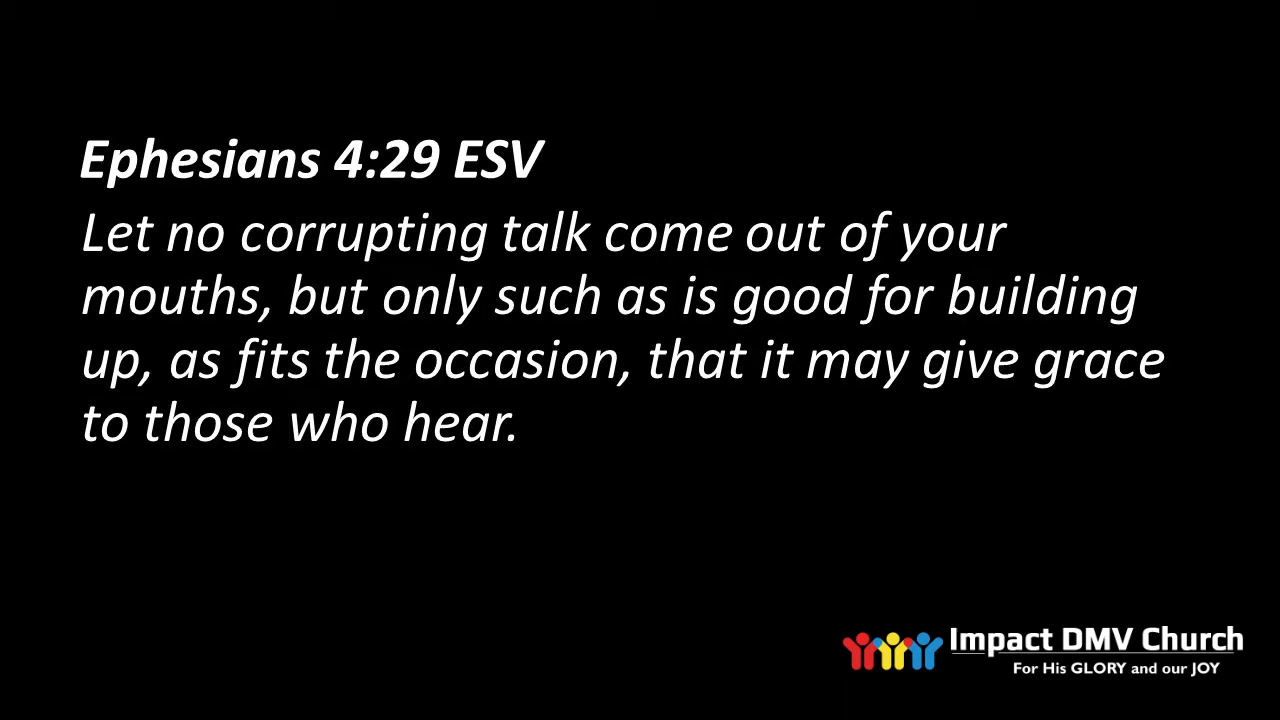 Ephesians 4:29 ESV
Let no corrupting talk come out of your
mouths, but only such as is good for building
up, as fits the occasion, that it may give grace
to those who hear.
Impact DMV Church
For His GLORY and our JOY